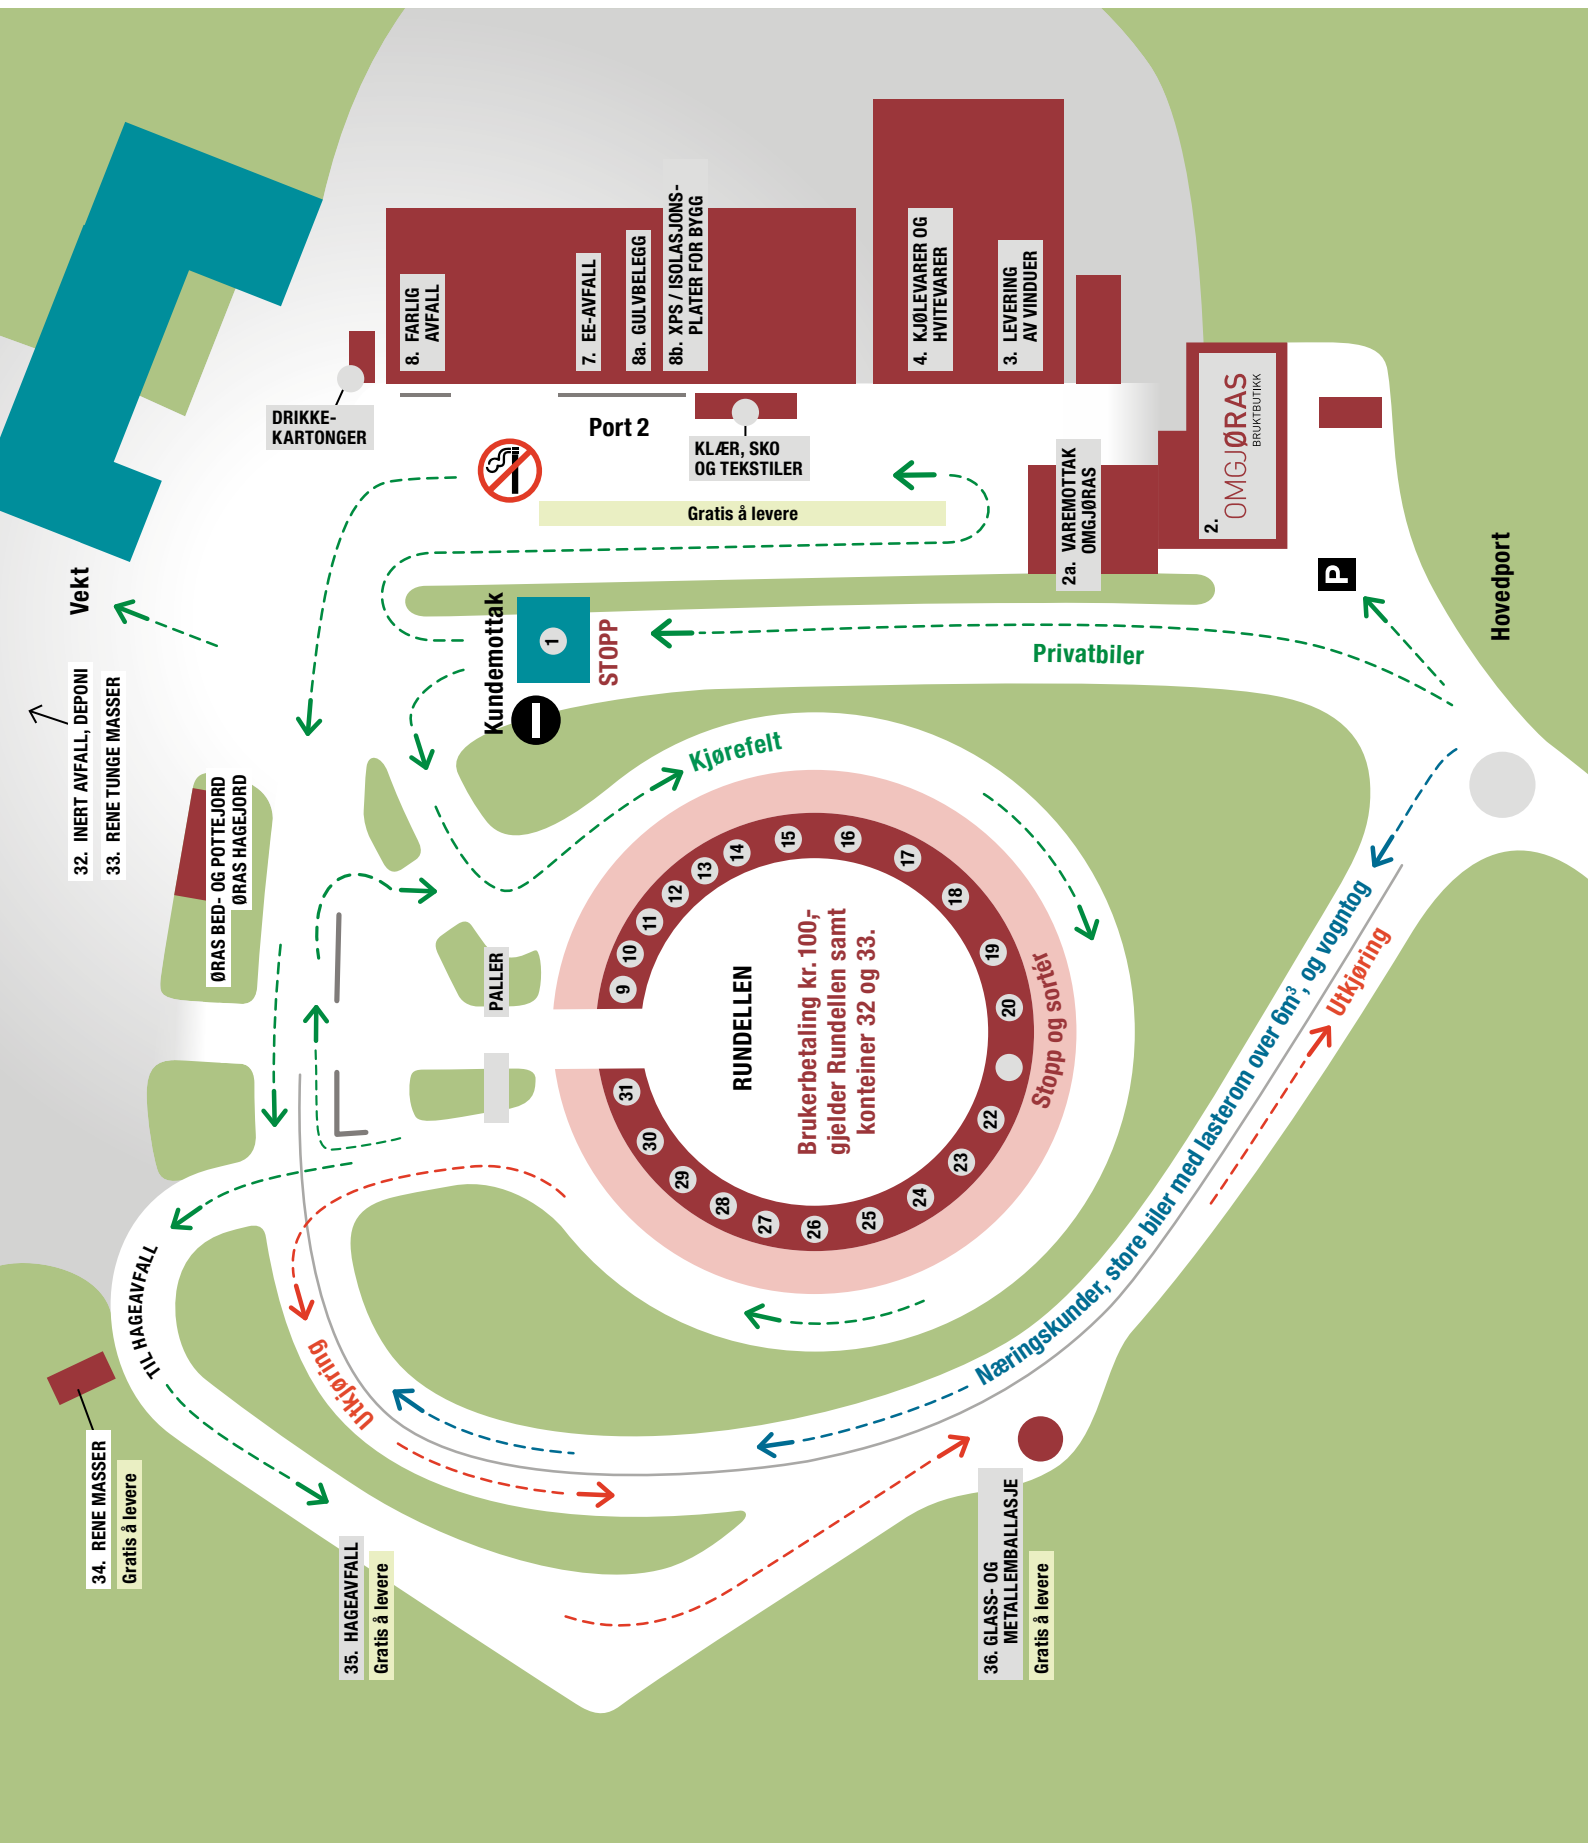 34. RENE MASSER
Gratis å levere
35. HAGEAVFALL
Gratis å levere
36. GLASS- OG
METALLEMBALLASJE
Gratis å levere
TIL HAGEAVFALL
Utkjøring
Næringskunder, store biler med lasterom over 6m³, og vogntog
Utkjøring
32. INERT AVFALL, DEPONI
33. RENE TUNGE MASSER
Vekt
ØRAS BED- OG POTTEJORD
ØRAS HAGEJORD
PALLER
RUNDELLEN
Brukerbetaling kr. 100,-
gjelder Rundellen samt
konteiner 32 og 33.
Stopp og sortér
Kjørefelt
9
10
11
12
13
14
15
16
17
18
19
20
22
23
24
25
26
27
28
29
30
31
Kundemottak
1
STOPP
Privatbiler
Hovedport
P
DRIKKE-
KARTONGER
Port 2
KLÆR, SKO
OG TEKSTILER
Gratis å levere
8. FARLIG
AVFALL
7. EE-AVFALL
8a. GULVBELEGG
8b. XPS / ISOLASJONS-
PLATER FOR BYGG
4. KJØLEVARER OG
HVITEVARER
3. LEVERING
AV VINDUER
2a. VAREMOTTAK
OMGJØRAS
2.
OMGJØRAS
BRUKTBUTIKK